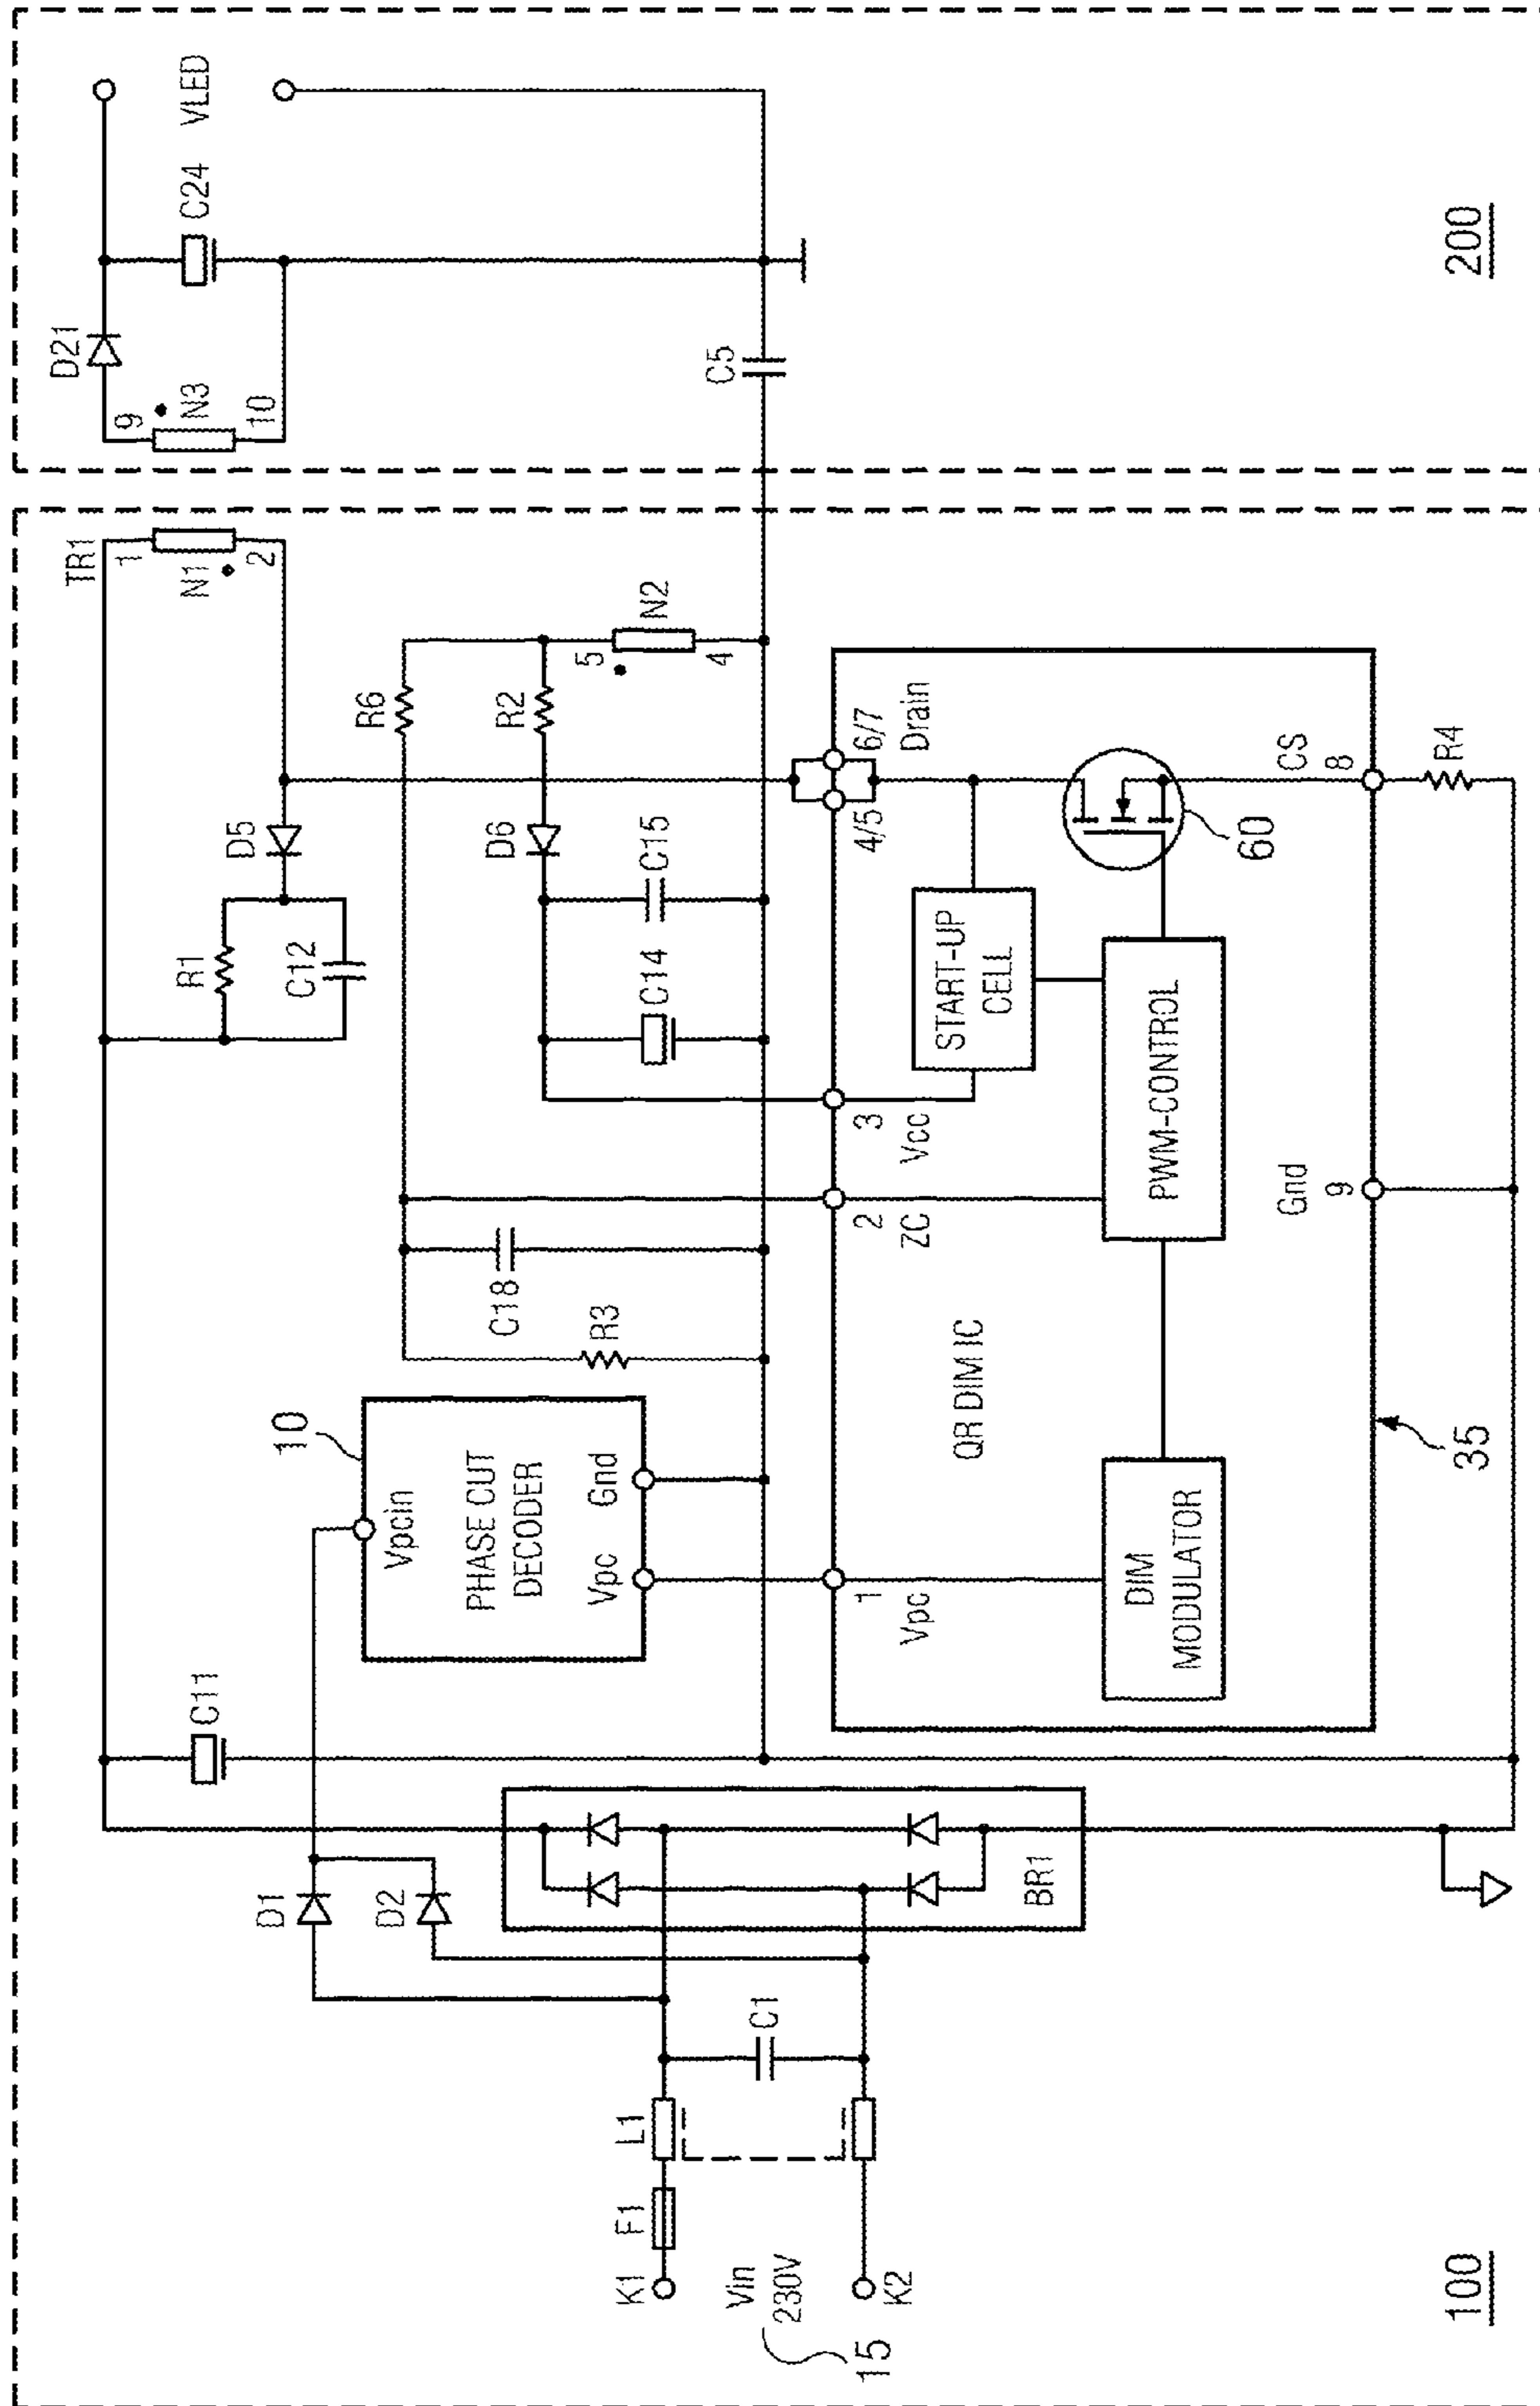 TR1
1
N1
2
D5
R1
C12
R6
R2
D6
C15
C14
5
N2
4
9
N3
10
D21
C24
VLED
C5
C11
10
Vpcin
PHASE CUT
DECODER
Vpc
Gnd
C18
R3
D1
D2
K1
F1
L1
C1
Vin
230V
15
K2
BR1
1
Vpc
2
ZC
3
Vcc
4/5
6/7
Drain
QR DIM IC
START-UP
CELL
DIM
MODULATOR
PWM-CONTROL
60
CS
8
Gnd
9
R4
35
100
200